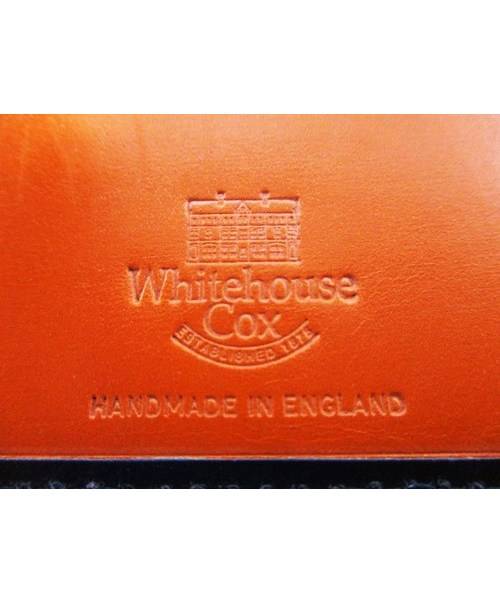 Whitehouse
Cox
ESTABLISHED 1875
HANDMADE IN ENGLAND